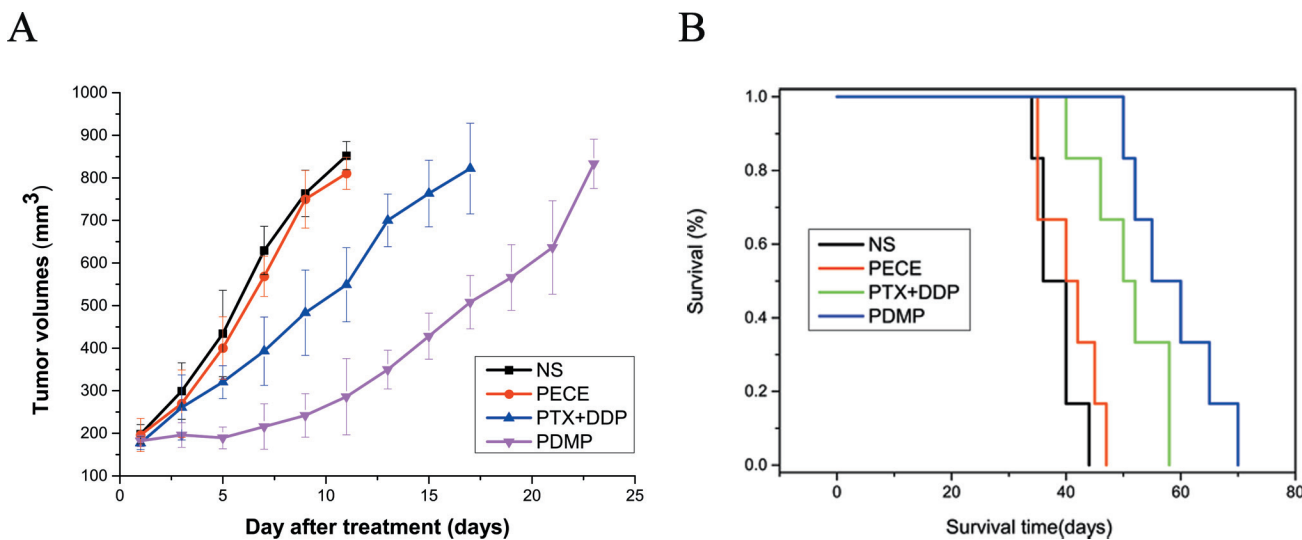 A
B
1000
900
800
700
600
500
400
300
200
100
Tumor volumes (mm3)
0
5
10
15
20
25
Day after treatment (days)
NS
PECE
PTX+DDP
PDMP
1.0
0.8
0.6
0.4
0.2
0.0
Survival (%)
0
20
40
60
80
Survival time(days)
NS
PECE
PTX+DDP
PDMP